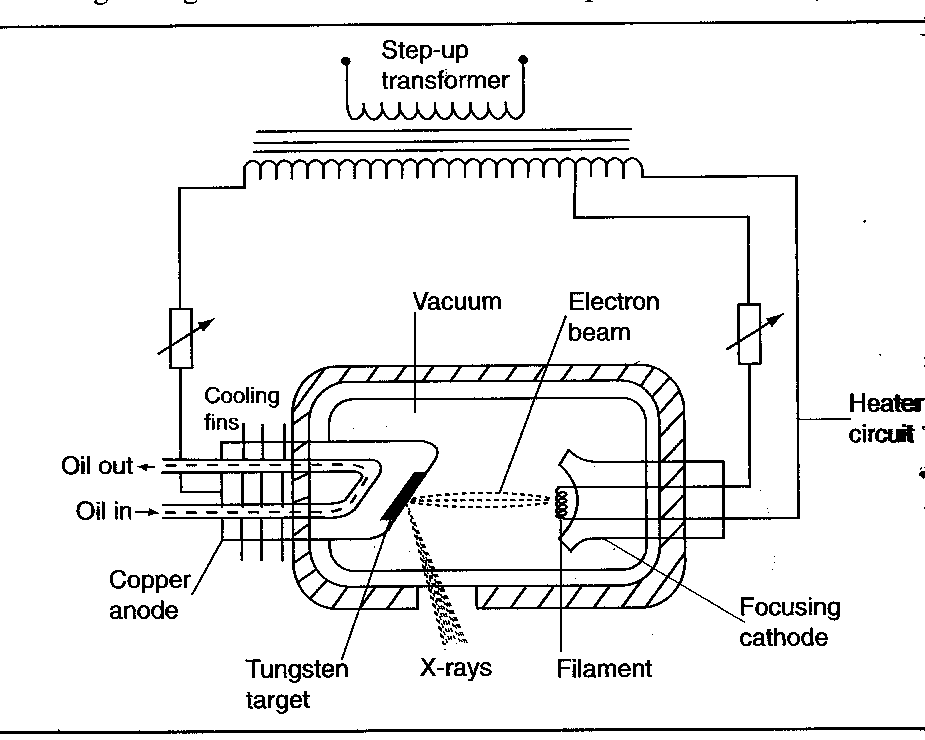 Step-up
transformer
Vacuum
Electron
beam
Cooling
fins
Heater
circuit
Oil out
Oil in
Copper
anode
Focusing
cathode
Tungsten
target
X-rays
Filament